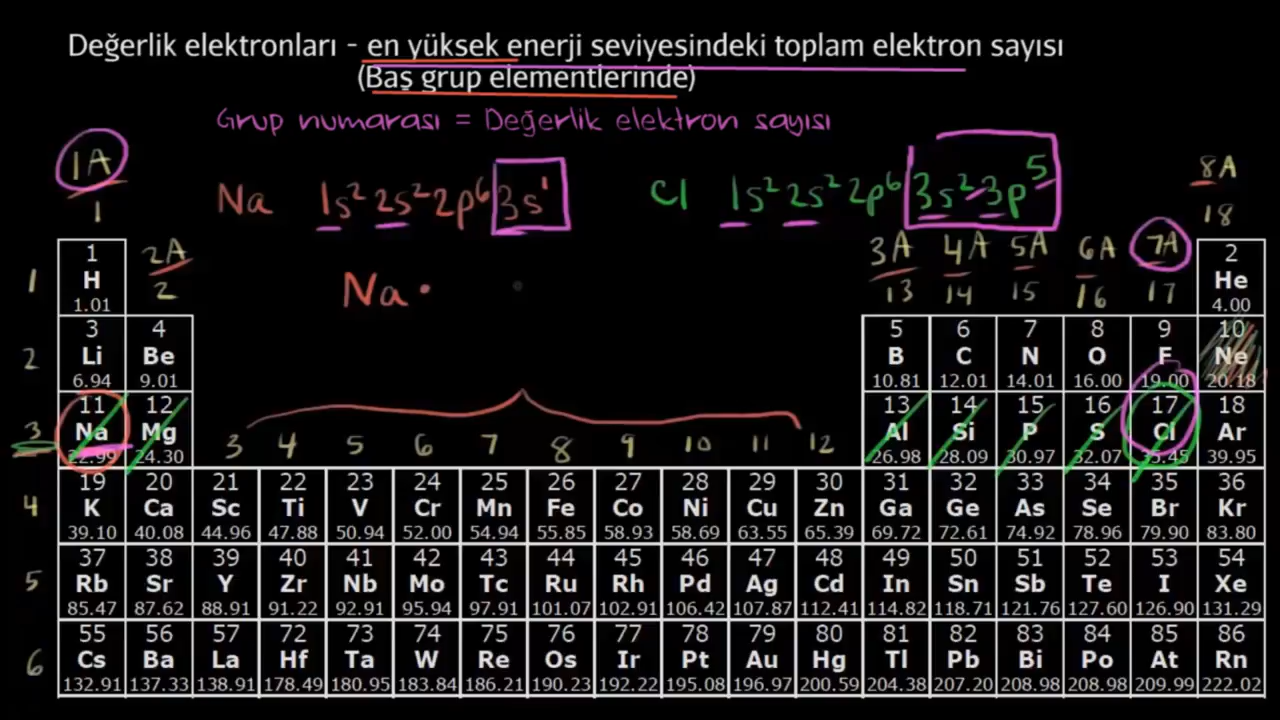 Değerlik elektronları - en yüksek enerji seviyesindeki toplam elektron sayısı
(Baş grup elementlerinde)
Grup numarası = Değerlik elektron sayısı
1A 8A
Na 1s² 2s² 2p⁶ 3s¹ Cl 1s² 2s² 2p⁶ 3s² 3p⁵
1 18
2A 3A 4A 5A 6A 7A
2 13 14 15 16 17
Na·
1 2
1 H He
1.01 4.00
3 4 5 6 7 8 9 10
2 Li Be B C N O F Ne
6.94 9.01 10.81 12.01 14.01 16.00 19.00 20.18
11 12 13 14 15 16 17 18
3 Na Mg Al Si P S Cl Ar
22.99 24.30 26.98 28.09 30.97 32.07 35.45 39.95
3 4 5 6 7 8 9 10 11 12
19 20 21 22 23 24 25 26 27 28 29 30 31 32 33 34 35 36
4 K Ca Sc Ti V Cr Mn Fe Co Ni Cu Zn Ga Ge As Se Br Kr
39.10 40.08 44.96 47.88 50.94 52.00 54.94 55.85 58.93 58.69 63.55 65.39 69.72 72.61 74.92 78.96 79.90 83.80
37 38 39 40 41 42 43 44 45 46 47 48 49 50 51 52 53 54
5 Rb Sr Y Zr Nb Mo Tc Ru Rh Pd Ag Cd In Sn Sb Te I Xe
85.47 87.62 88.91 91.22 92.91 95.94 97.91 101.07 102.91 106.42 107.87 112.41 114.82 118.71 121.76 127.60 126.90 131.29
55 56 57 72 73 74 75 76 77 78 79 80 81 82 83 84 85 86
6 Cs Ba La Hf Ta W Re Os Ir Pt Au Hg Tl Pb Bi Po At Rn
132.91 137.33 138.91 178.49 180.95 183.84 186.21 190.23 192.22 195.08 196.97 200.59 204.38 207.20 208.98 208.98 209.99 222.02